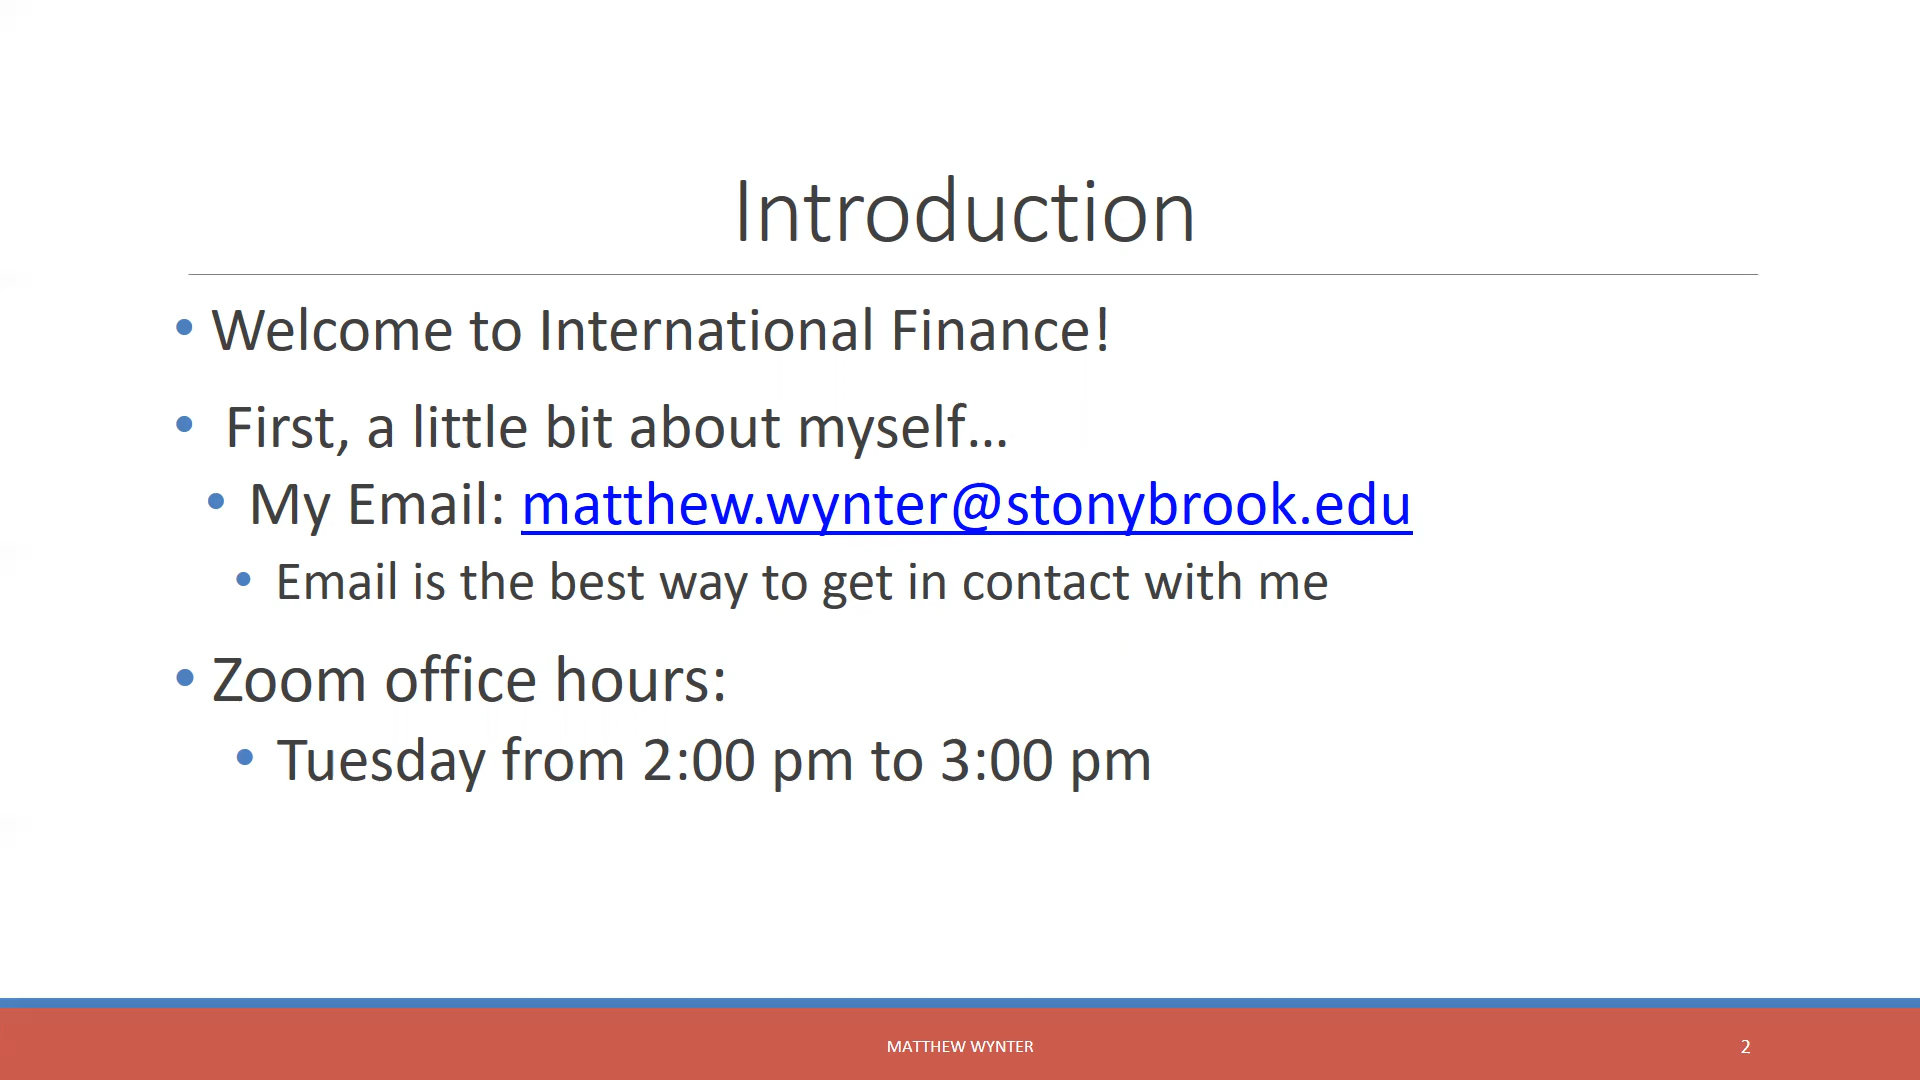 Introduction
• Welcome to International Finance!
• First, a little bit about myself...
• My Email: matthew.wynter@stonybrook.edu
• Email is the best way to get in contact with me
• Zoom office hours:
• Tuesday from 2:00 pm to 3:00 pm
MATTHEW WYNTER
2